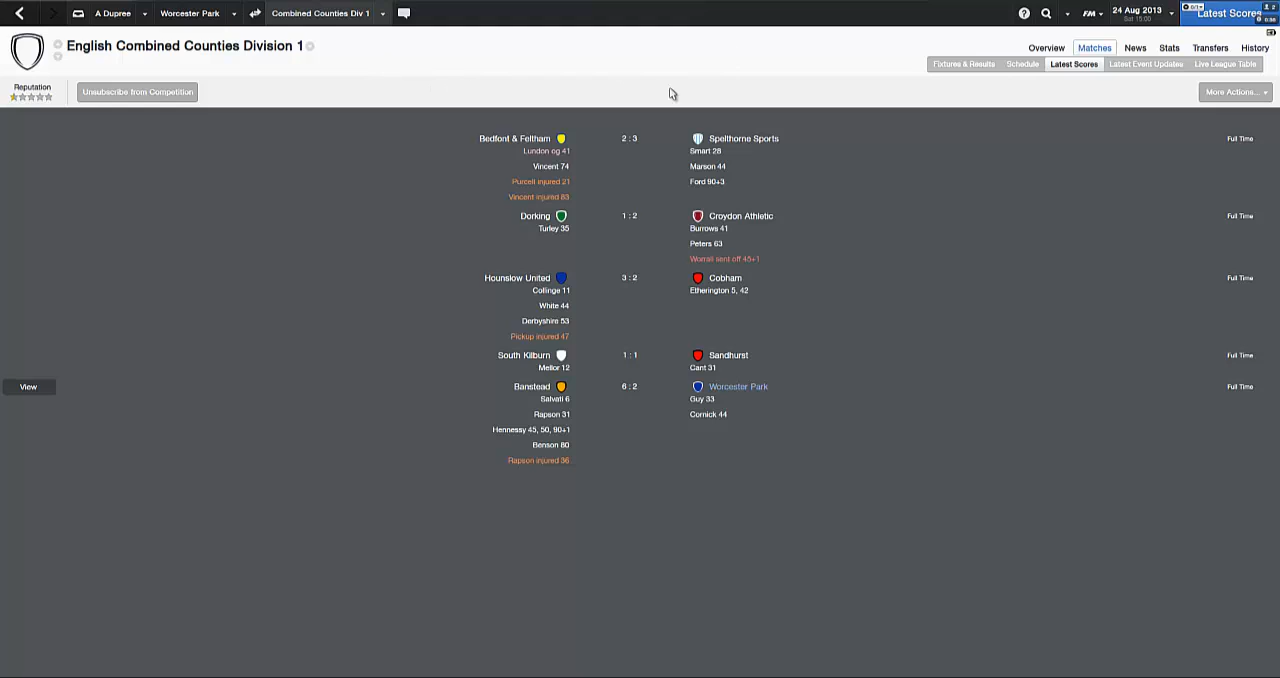 A Dupree Worcester Park Combined Counties Div 1 FM 24 Aug 2013 Latest Scores
Sat 15:00
English Combined Counties Division 1
Overview Matches News Stats Transfers History
Fixtures & Results Schedule Latest Scores Latest Event Updates Live League Table
Reputation
Unsubscribe from Competition
More Actions...
Bedfont & Feltham 2 : 3 Spelthorne Sports Full Time
Lundon og 41 Smart 28
Vincent 74 Marson 44
Purcell injured 21 Ford 90+3
Vincent injured 83
Dorking 1 : 2 Croydon Athletic Full Time
Turley 35 Burrows 41
Peters 63
Worrall sent off 45+1
Hounslow United 3 : 2 Cobham Full Time
Collinge 11 Etherington 5, 42
White 44
Derbyshire 53
Pickup injured 47
South Kilburn 1 : 1 Sandhurst Full Time
Mellor 12 Cant 31
View
Banstead 6 : 2 Worcester Park Full Time
Salvati 6 Guy 33
Rapson 31 Cornick 44
Hennessy 45, 50, 90+1
Benson 80
Rapson injured 36